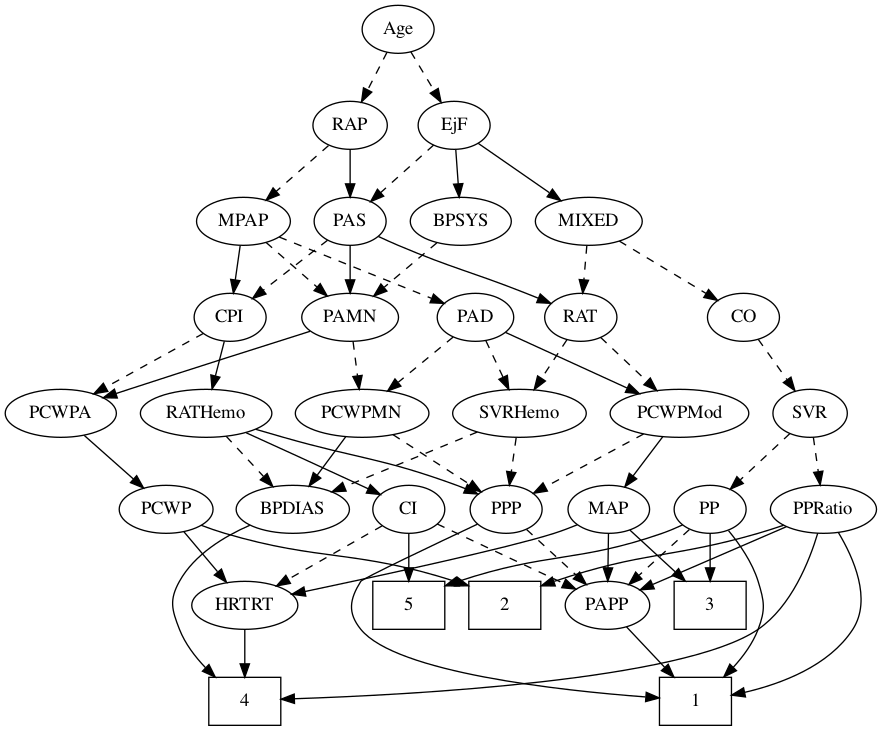 Age
RAP EjF
MPAP PAS BPSYS MIXED
CPI PAMN PAD RAT CO
PCWPA RATHemo PCWPMN SVRHemo PCWPMod SVR
PCWP BPDIAS CI PPP MAP PP PPRatio
HRTRT 5 2 PAPP 3
4 1